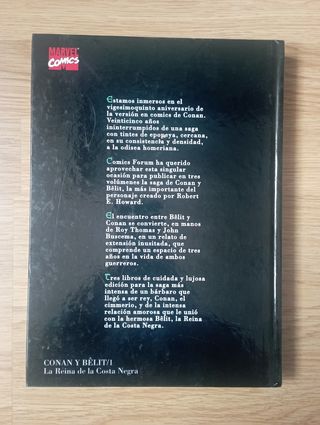 MARVEL
COMICS
Estamos inmersos en el
vigesimoquinto aniversario de
la versión en comics de Conan.
Veinticinco años
ininterrumpidos de una saga
con tintes de epopeya, cercana,
en su consistencia y densidad,
a la odisea homeriana.
Comics Forum ha querido
aprovechar esta singular
ocasión para publicar en tres
volúmenes la saga de Conan y
Bêlit, la más importante del
personaje creado por Robert
E. Howard.
El encuentro entre Bêlit y
Conan se convierte, en manos
de Roy Thomas y John
Buscema, en un relato de
extensión inusitada, que
comprende un espacio de tres
años en la vida de ambos
guerreros.
Tres libros de cuidada y lujosa
edición para la saga más
intensa de un bárbaro que
llegó a ser rey, Conan, el
cimmerio, y de la intensa
relación amorosa que le unió
con la hermosa Bêlit, la Reina
de la Costa Negra.
CONAN Y BÊLIT/1
La Reina de la Costa Negra